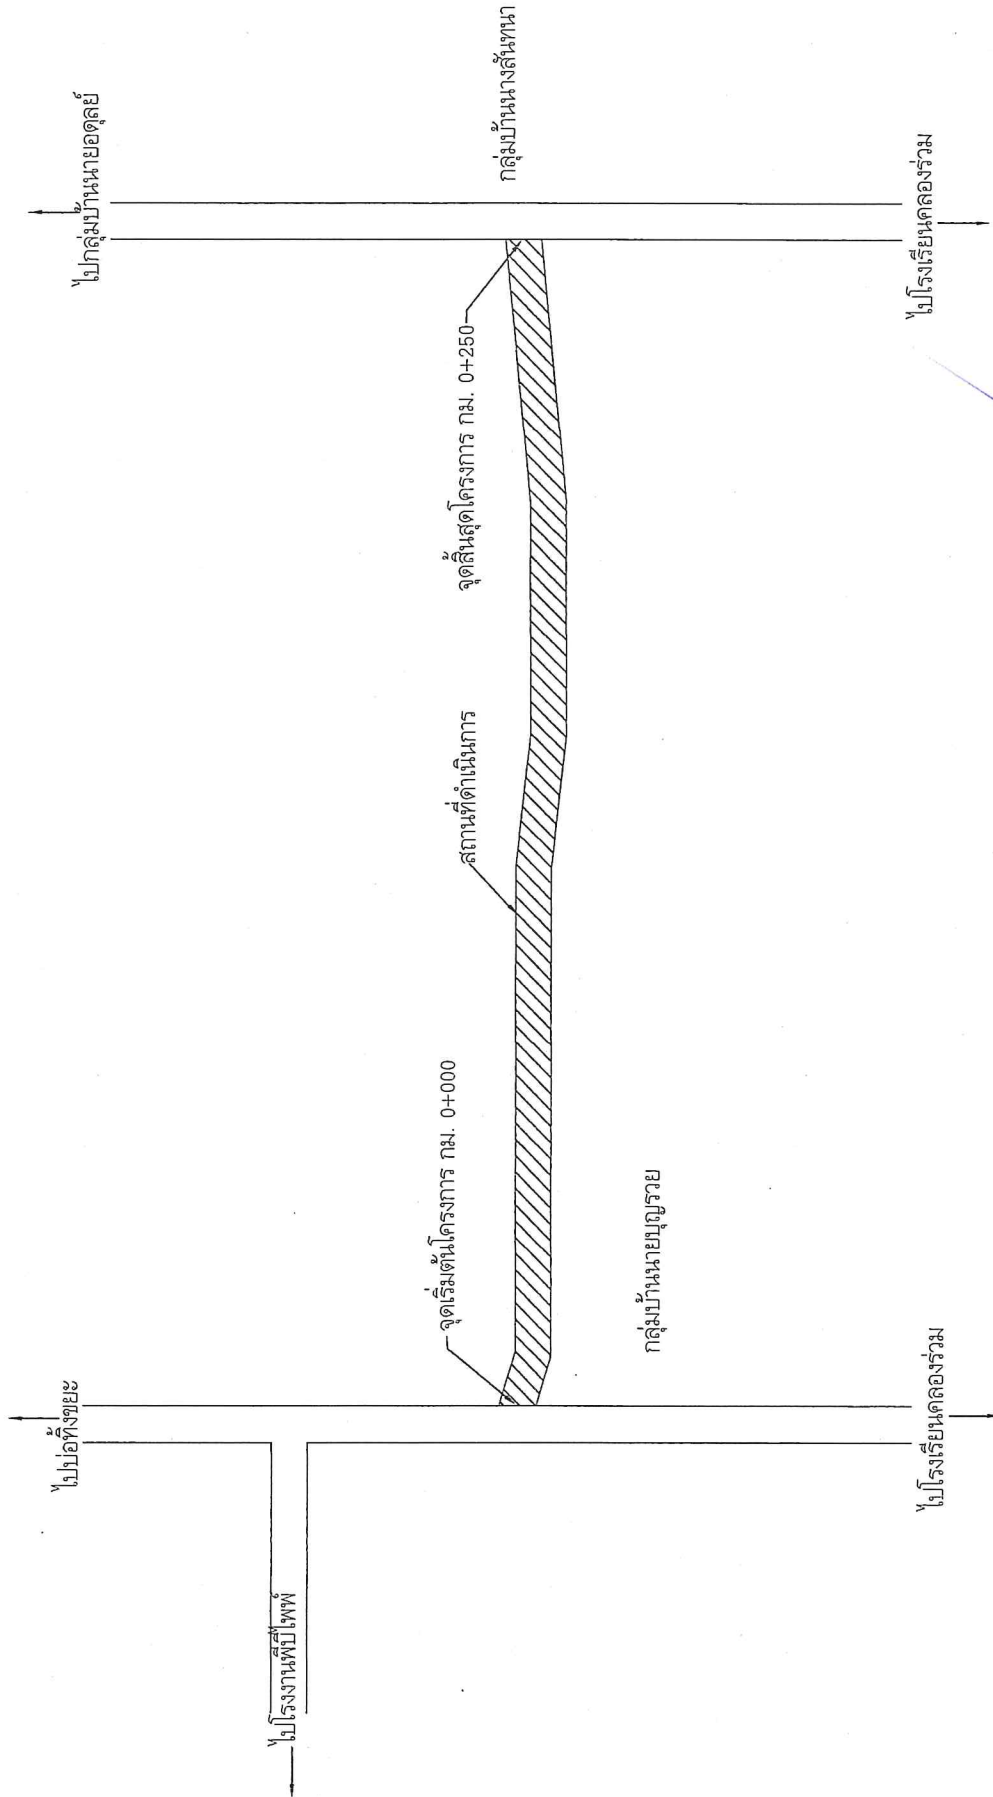 ไปบ่อทิ้งขยะ
ไปกลุ่มบ้านนายอดุลย์
ไปโรงงานพีบีไพพ์
จุดเริ่มต้นโครงการ กม. 0+000
สถานที่ดำเนินการ
จุดสิ้นสุดโครงการ กม. 0+250
กลุ่มบ้านนางสันทนา
กลุ่มบ้านนายบุญรวย
ไปโรงเรียนคลองร่วม
ไปโรงเรียนคลองร่วม